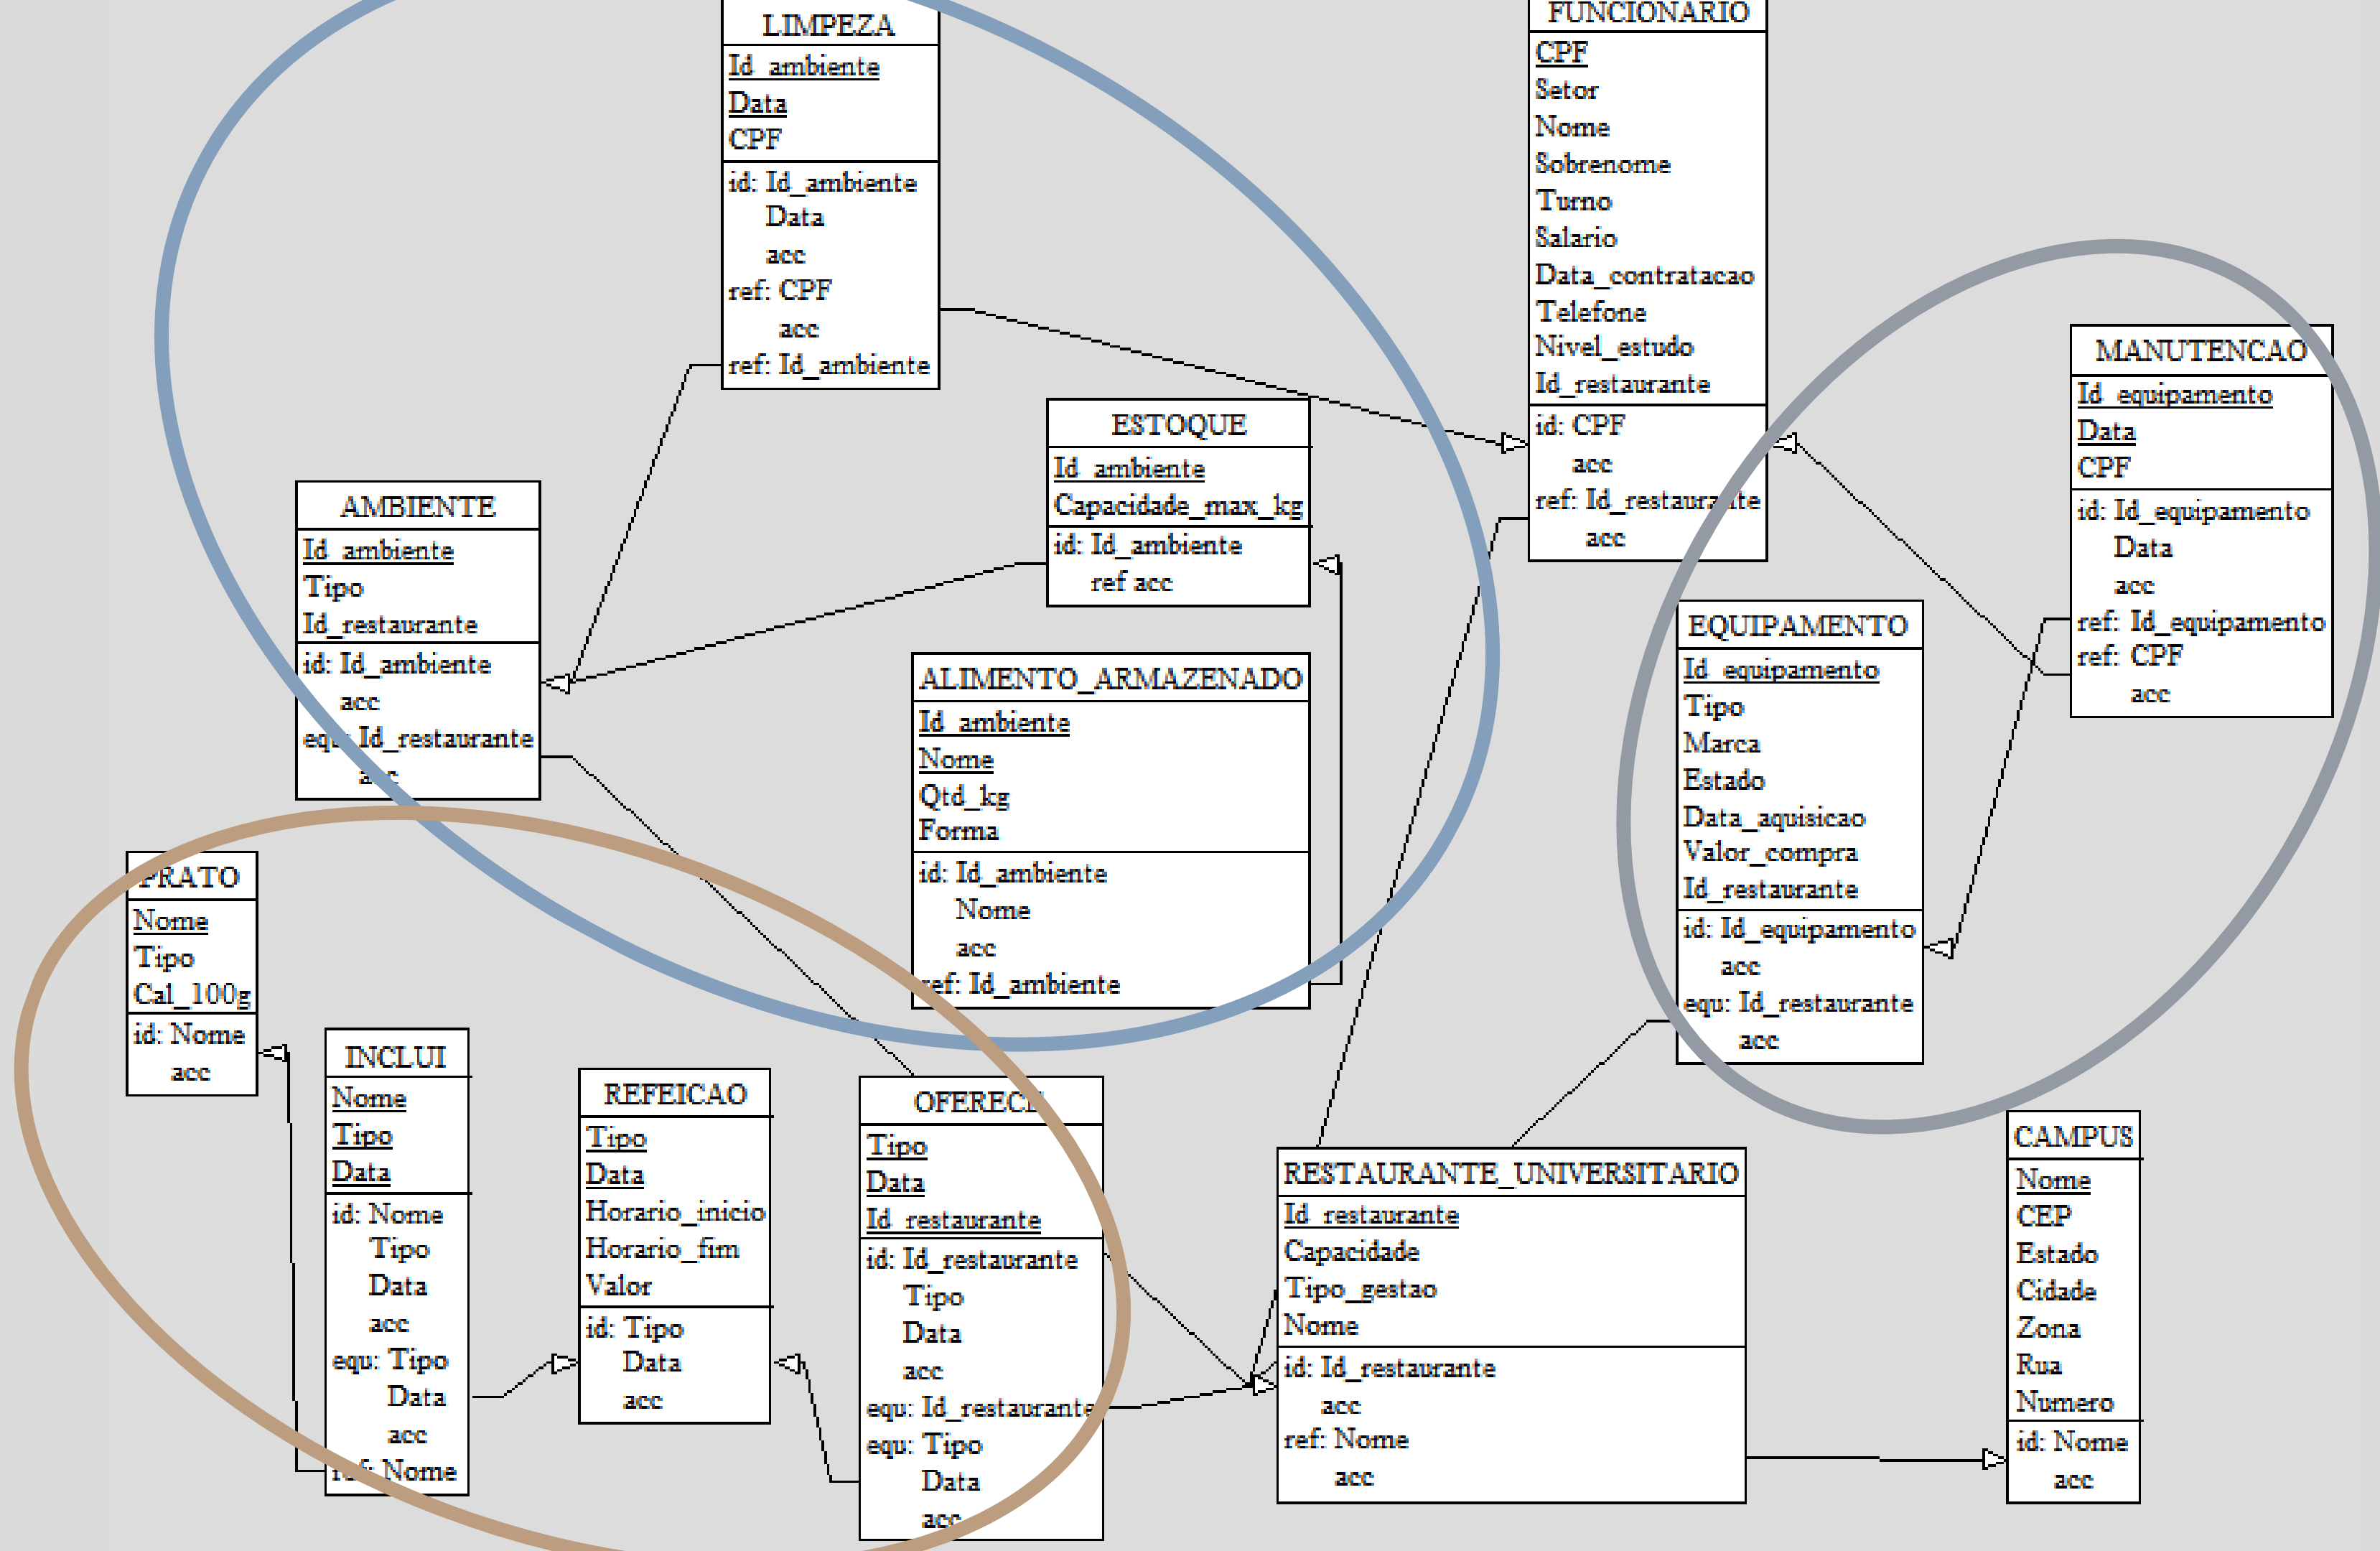 LIMPEZA
Id_ambiente
Data
CPF
id: Id_ambiente
Data
acc
ref: CPF
acc
ref: Id_ambiente
FUNCIONARIO
CPF
Setor
Nome
Sobrenome
Turno
Salario
Data_contratacao
Telefone
Nivel_estudo
Id_restaurante
id: CPF
acc
ref: Id_restaurante
acc
MANUTENCAO
Id_equipamento
Data
CPF
id: Id_equipamento
Data
acc
ref: Id_equipamento
ref: CPF
acc
ESTOQUE
Id_ambiente
Capacidade_max_kg
id: Id_ambiente
ref acc
AMBIENTE
Id_ambiente
Tipo
Id_restaurante
id: Id_ambiente
acc
equ: Id_restaurante
acc
ALIMENTO_ARMAZENADO
Id_ambiente
Nome
Qtd_kg
Forma
id: Id_ambiente
Nome
acc
ref: Id_ambiente
EQUIPAMENTO
Id_equipamento
Tipo
Marca
Estado
Data_aquisicao
Valor_compra
Id_restaurante
id: Id_equipamento
acc
equ: Id_restaurante
acc
PRATO
Nome
Tipo
Cal_100g
id: Nome
acc
INCLUI
Nome
Tipo
Data
id: Nome
Tipo
Data
acc
equ: Tipo
Data
acc
ref: Nome
REFEICAO
Tipo
Data
Horario_inicio
Horario_fim
Valor
id: Tipo
Data
acc
OFERECE
Tipo
Data
Id_restaurante
id: Id_restaurante
Tipo
Data
acc
equ: Id_restaurante
equ: Tipo
Data
acc
RESTAURANTE_UNIVERSITARIO
Id_restaurante
Capacidade
Tipo_gestao
Nome
id: Id_restaurante
acc
ref: Nome
acc
CAMPUS
Nome
CEP
Estado
Cidade
Zona
Rua
Numero
id: Nome
acc